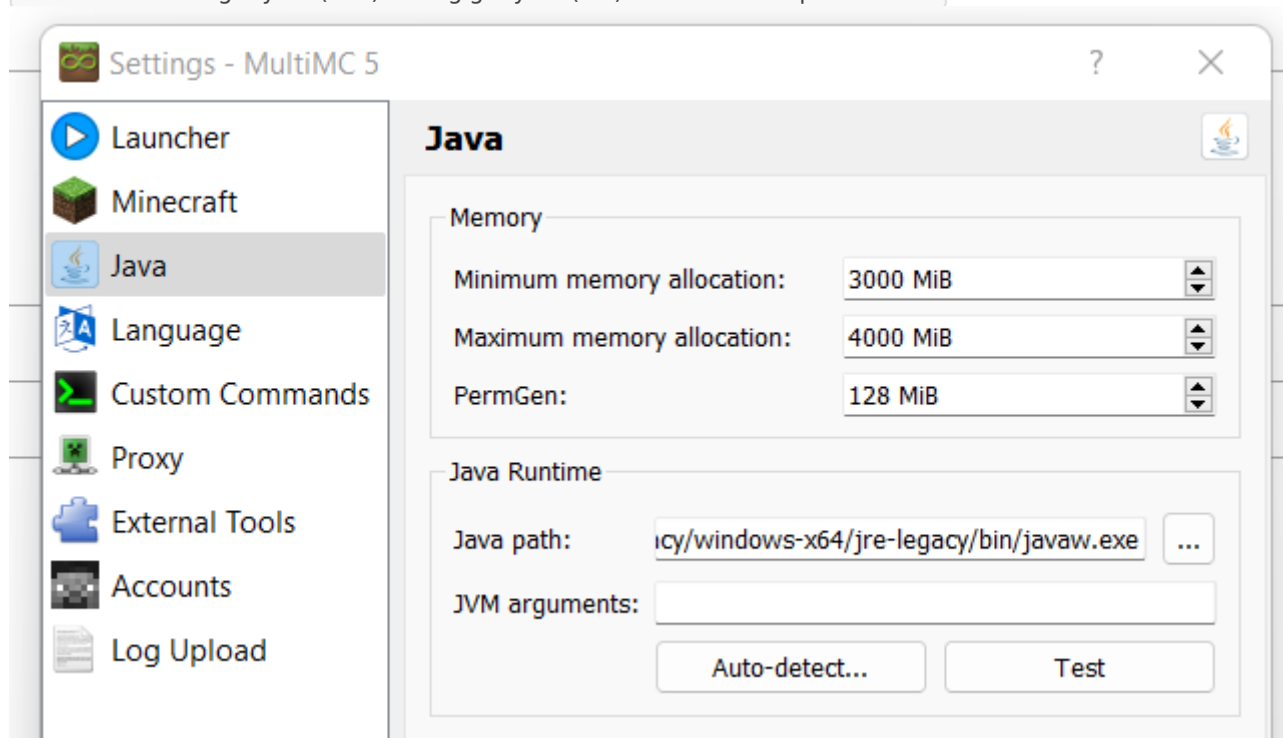 Settings - MultiMC 5
?
Launcher
Minecraft
Java
Language
Custom Commands
Proxy
External Tools
Accounts
Log Upload
Java
Memory
Minimum memory allocation: 3000 MiB
Maximum memory allocation: 4000 MiB
PermGen: 128 MiB
Java Runtime
Java path: acy/windows-x64/jre-legacy/bin/javaw.exe ...
JVM arguments:
Auto-detect... Test